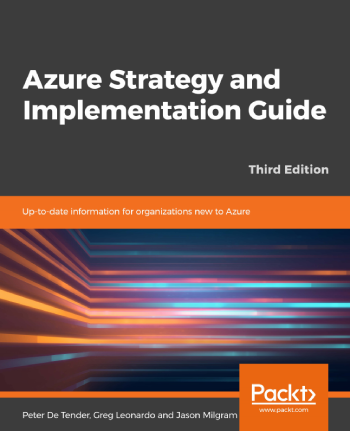 Azure Strategy and
Implementation Guide
Third Edition
Up-to-date information for organizations new to Azure
Packt>
www.packt.com
Peter De Tender, Greg Leonardo and Jason Milgram